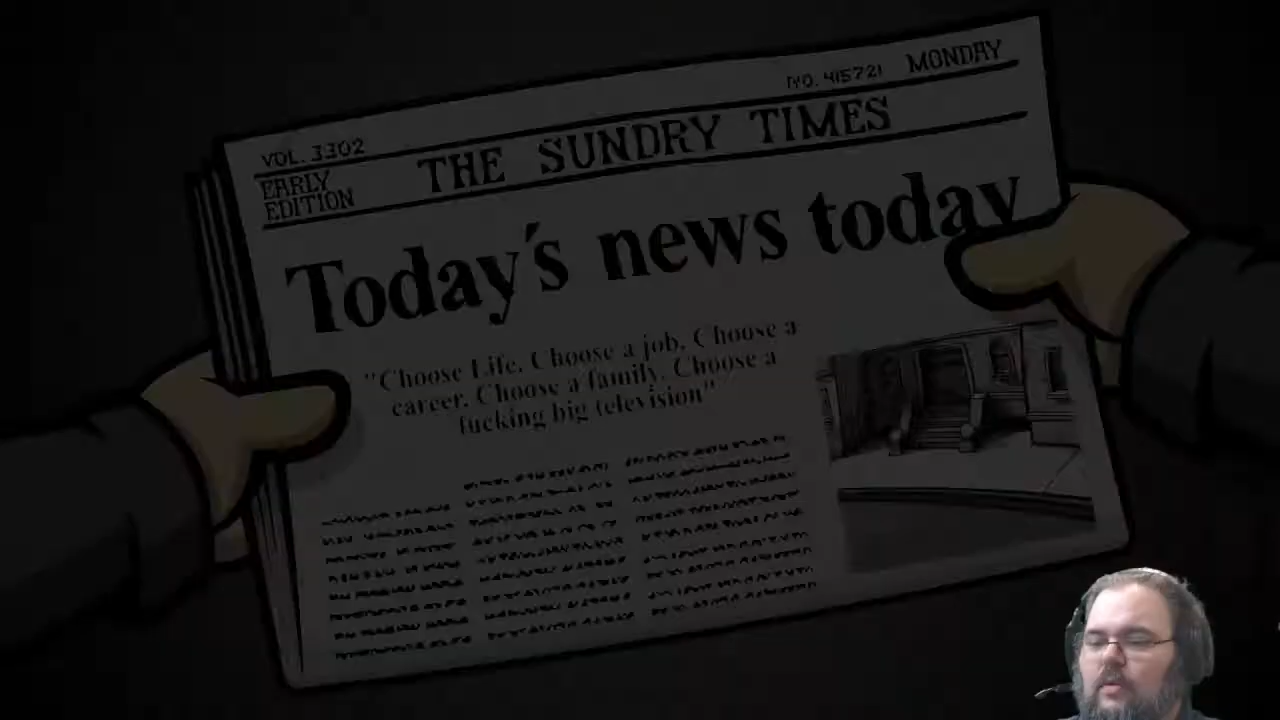 NO. 415721 MONDAY
VOL. 3302
EARLY
EDITION
THE SUNDRY TIMES
Today's news today
"Choose Life. Choose a job. Choose a
career. Choose a family. Choose a
fucking big television"